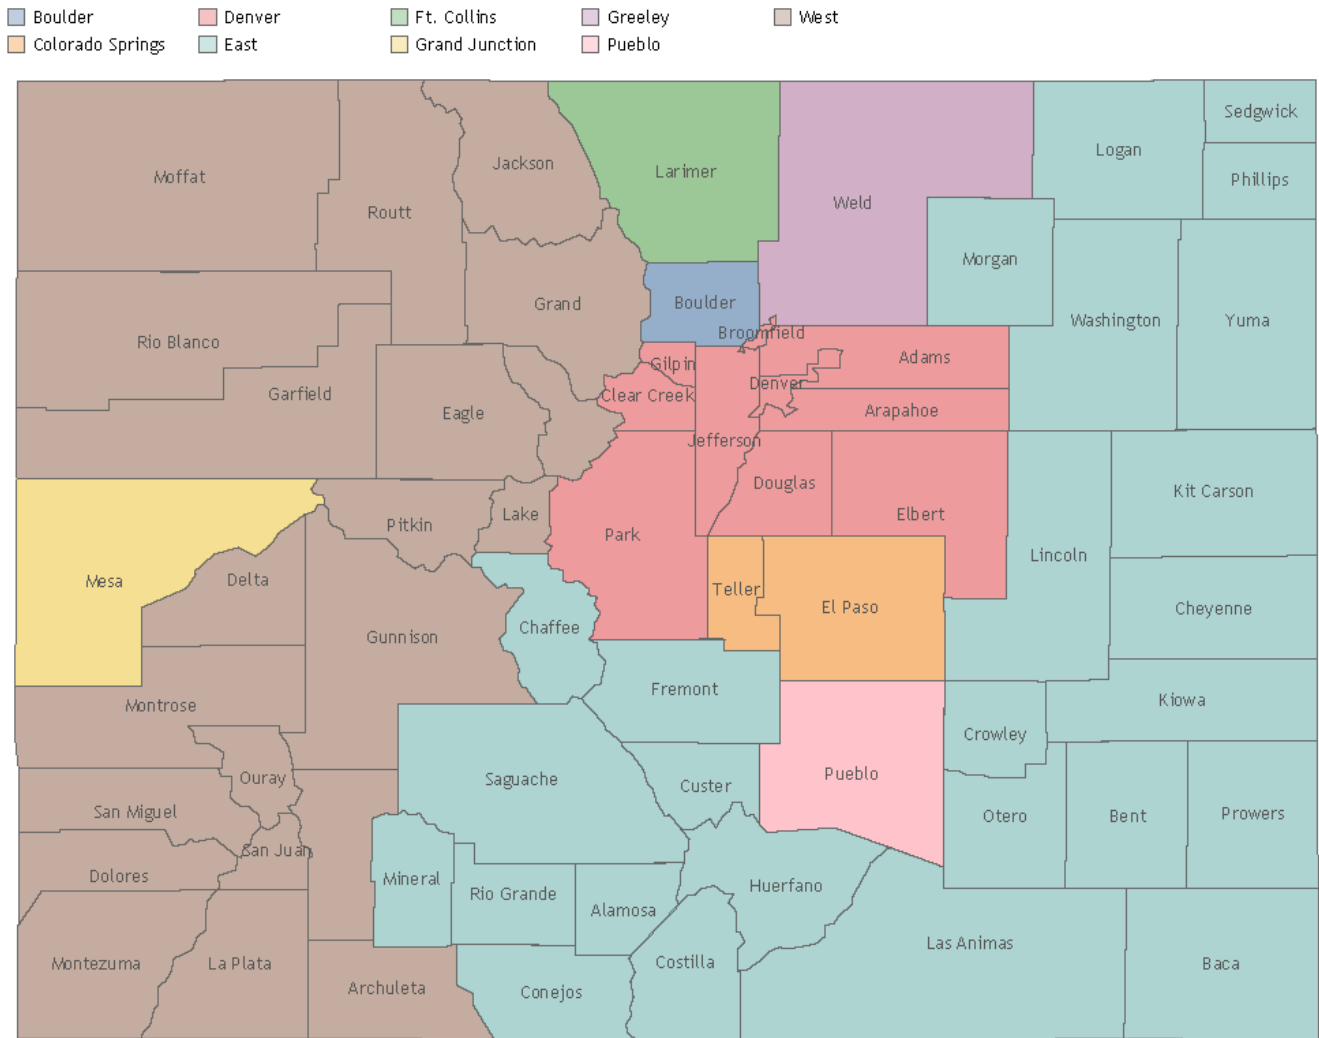 Boulder Denver Ft. Collins Greeley West
Colorado Springs East Grand Junction Pueblo
Sedgwick
Logan
Jackson
Larimer
Moffat
Phillips
Weld
Routt
Morgan
Grand
Boulder
Washington
Yuma
Broomfield
Rio Blanco
Adams
Gilpin
Denver
Garfield
Clear Creek
Eagle
Arapahoe
Jefferson
Douglas
Kit Carson
Lake
Elbert
Pitkin
Park
Lincoln
Mesa
Delta
Teller
El Paso
Cheyenne
Chaffee
Gunnison
Fremont
Kiowa
Montrose
Crowley
Ouray
Saguache
Pueblo
Custer
San Miguel
Otero
Bent
Prowers
San Juan
Dolores
Mineral
Huerfano
Rio Grande
Alamosa
Las Animas
Montezuma
La Plata
Costilla
Baca
Archuleta
Conejos